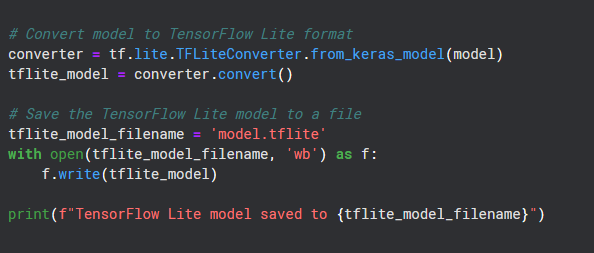 # Convert model to TensorFlow Lite format
converter = tf.lite.TFLiteConverter.from_keras_model(model)
tflite_model = converter.convert()
# Save the TensorFlow Lite model to a file
tflite_model_filename = 'model.tflite'
with open(tflite_model_filename, 'wb') as f:
    f.write(tflite_model)
print(f"TensorFlow Lite model saved to {tflite_model_filename}")